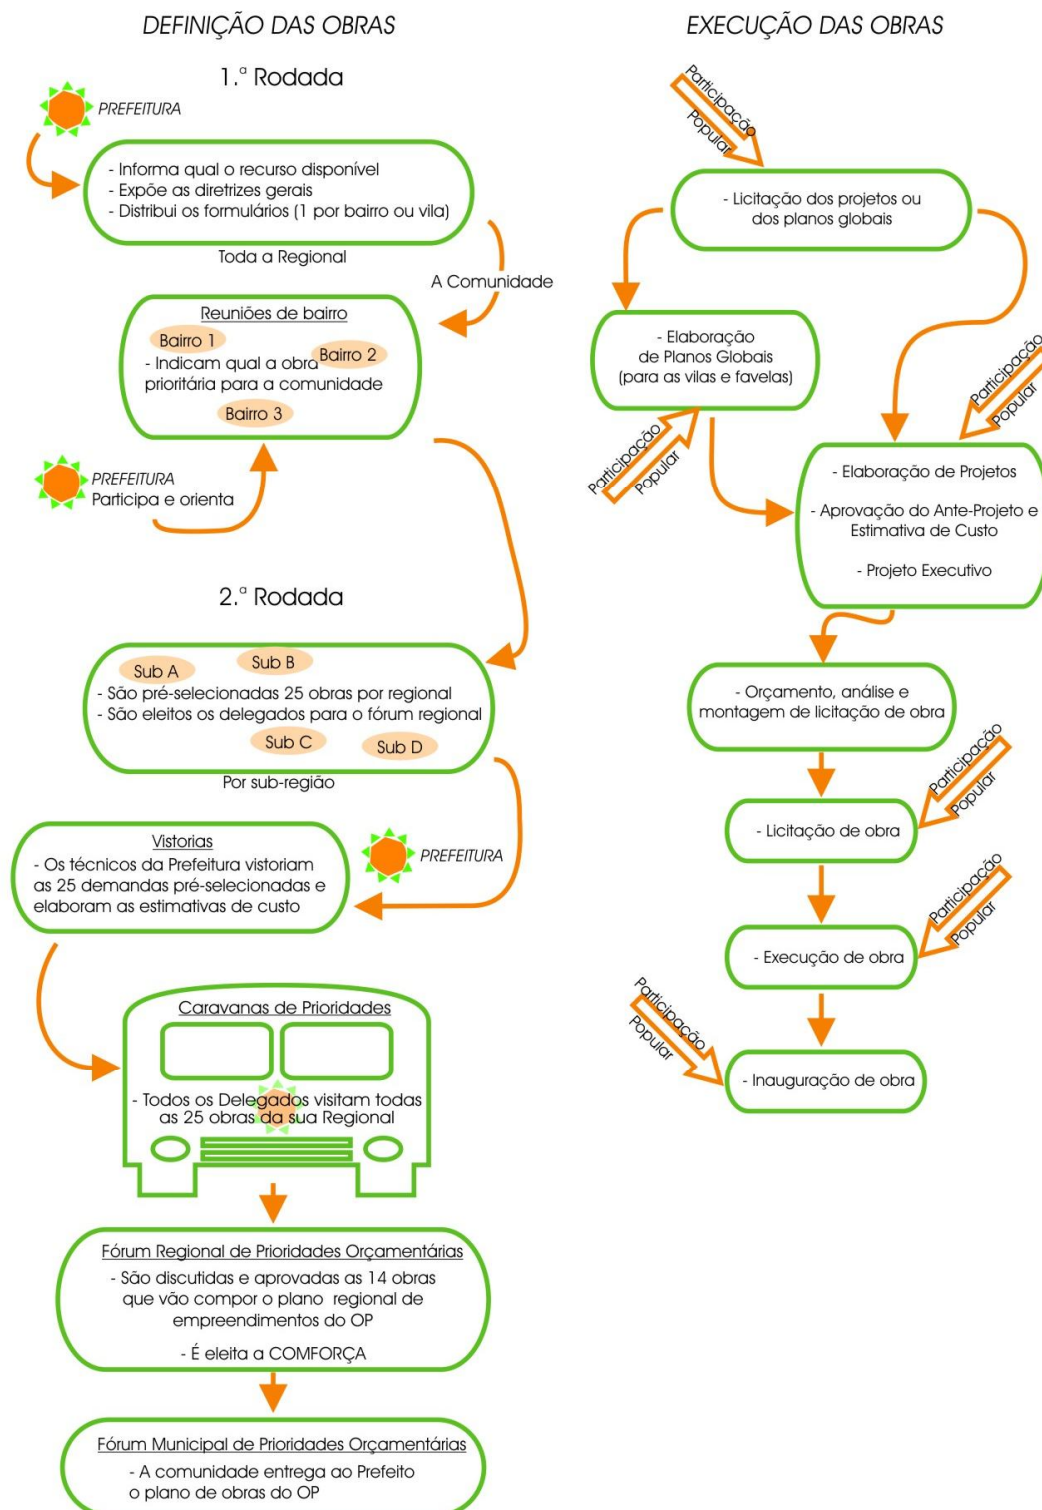 DEFINIÇÃO DAS OBRAS
1.ª Rodada
PREFEITURA
- Informa qual o recurso disponível
- Expõe as diretrizes gerais
- Distribui os formulários (1 por bairro ou vila)
Toda a Regional
A Comunidade
Reuniões de bairro
Bairro 1
Bairro 2
- Indicam qual a obra
prioritária para a comunidade
Bairro 3
PREFEITURA
Participa e orienta
2.ª Rodada
Sub A
Sub B
- São pré-selecionadas 25 obras por regional
- São eleitos os delegados para o fórum regional
Sub C
Sub D
Por sub-região
Vistorias
- Os técnicos da Prefeitura vistoriam
as 25 demandas pré-selecionadas e
elaboram as estimativas de custo
PREFEITURA
Caravanas de Prioridades
- Todos os Delegados visitam todas
as 25 obras da sua Regional
Fórum Regional de Prioridades Orçamentárias
- São discutidas e aprovadas as 14 obras
que vão compor o plano regional de
empreendimentos do OP
- É eleita a COMFORÇA
Fórum Municipal de Prioridades Orçamentárias
- A comunidade entrega ao Prefeito
o plano de obras do OP
EXECUÇÃO DAS OBRAS
Participação
Popular
- Licitação dos projetos ou
dos planos globais
- Elaboração
de Planos Globais
(para as vilas e favelas)
Participação
Popular
Participação
Popular
- Elaboração de Projetos
- Aprovação do Ante-Projeto e
Estimativa de Custo
- Projeto Executivo
- Orçamento, análise e
montagem de licitação de obra
Participação
Popular
- Licitação de obra
Participação
Popular
- Execução de obra
Participação
Popular
- Inauguração de obra